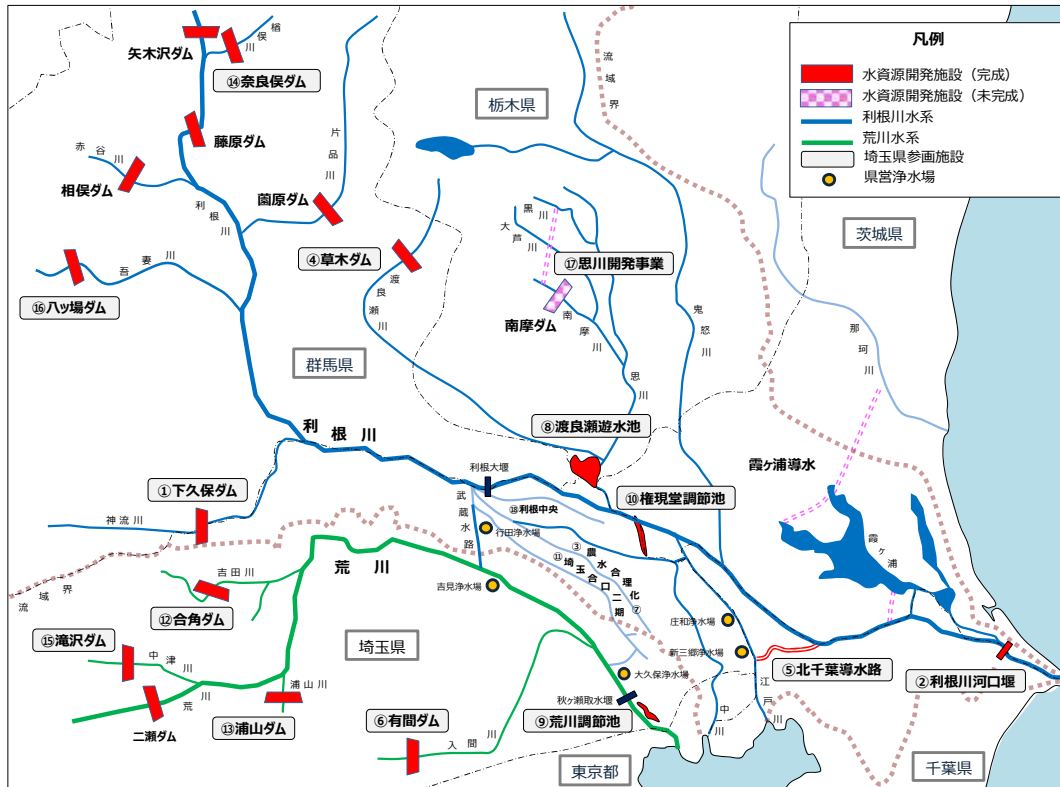 凡例
水資源開発施設（完成）
水資源開発施設（未完成）
利根川水系
荒川水系
埼玉県参画施設
県営浄水場
矢木沢ダム
楢俣川
⑭奈良俣ダム
藤原ダム
赤谷川
相俣ダム
利根川
片品川
薗原ダム
吾妻川
⑯八ッ場ダム
④草木ダム
渡良瀬川
群馬県
栃木県
流域界
黒川
大芦川
⑰思川開発事業
南摩ダム
南摩川
思川
鬼怒川
茨城県
那珂川
利根川
⑧渡良瀬遊水池
霞ヶ浦導水
①下久保ダム
神流川
利根大堰
武蔵水路
⑱利根中央
行田浄水場
⑩権現堂調節池
③農水合理化⑦
⑪埼玉合口二期
霞ヶ浦
流域界
荒川
吉田川
⑫合角ダム
吉見浄水場
埼玉県
⑮滝沢ダム
中津川
荒川
浦山川
二瀬ダム
⑬浦山ダム
庄和浄水場
新三郷浄水場
大久保浄水場
⑤北千葉導水路
②利根川河口堰
秋ヶ瀬取水堰
⑨荒川調節池
⑥有間ダム
入間川
中川
江戸川
東京都
千葉県